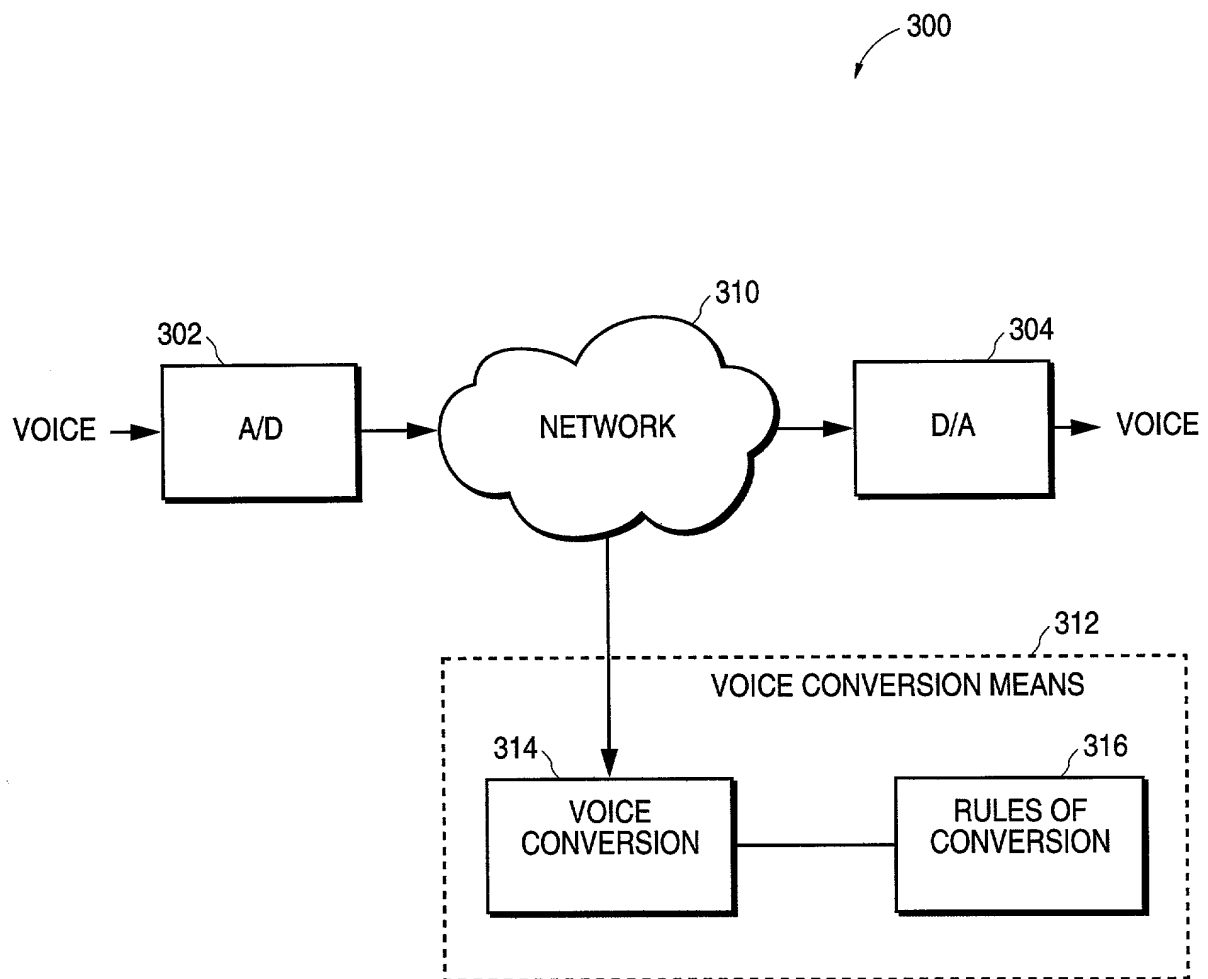 300
310
302
304
VOICE
A/D
NETWORK
D/A
VOICE
312
VOICE CONVERSION MEANS
314
316
VOICE
CONVERSION
RULES OF
CONVERSION